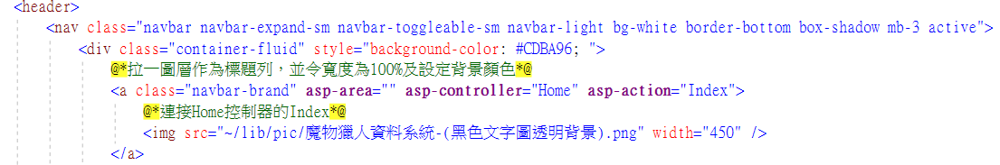 <header>
<nav class="navbar navbar-expand-sm navbar-toggleable-sm navbar-light bg-white border-bottom box-shadow mb-3 active">
<div class="container-fluid" style="background-color: #CDBA96; ">
@*拉一圖層作為標題列，並令寬度為100%及設定背景顏色*@
<a class="navbar-brand" asp-area="" asp-controller="Home" asp-action="Index">
@*連接Home控制器的Index*@
<img src="~/lib/pic/魔物獵人資料系統-(黑色文字圖透明背景).png" width="450" />
</a>